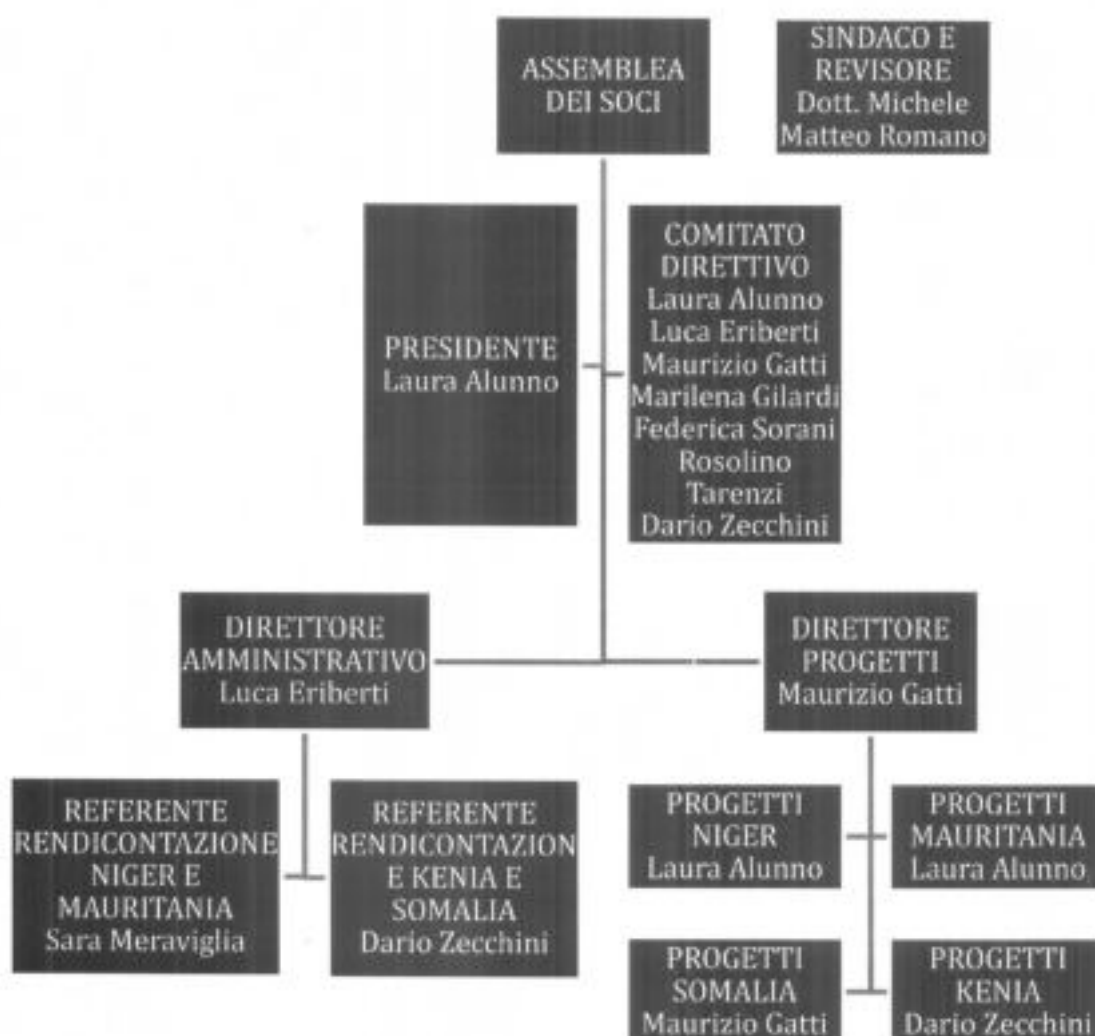 ASSEMBLEA
DEI SOCI
SINDACO E
REVISORE
Dott. Michele
Matteo Romano
PRESIDENTE
Laura Alunno
COMITATO
DIRETTIVO
Laura Alunno
Luca Eriberti
Maurizio Gatti
Marilena Gilardi
Federica Sorani
Rosolino
Tarenzi
Dario Zecchini
DIRETTORE
AMMINISTRATIVO
Luca Eriberti
DIRETTORE
PROGETTI
Maurizio Gatti
REFERENTE
RENDICONTAZIONE
NIGER E
MAURITANIA
Sara Meraviglia
REFERENTE
RENDICONTAZION
E KENIA E
SOMALIA
Dario Zecchini
PROGETTI
NIGER
Laura Alunno
PROGETTI
MAURITANIA
Laura Alunno
PROGETTI
SOMALIA
Maurizio Gatti
PROGETTI
KENIA
Dario Zecchini